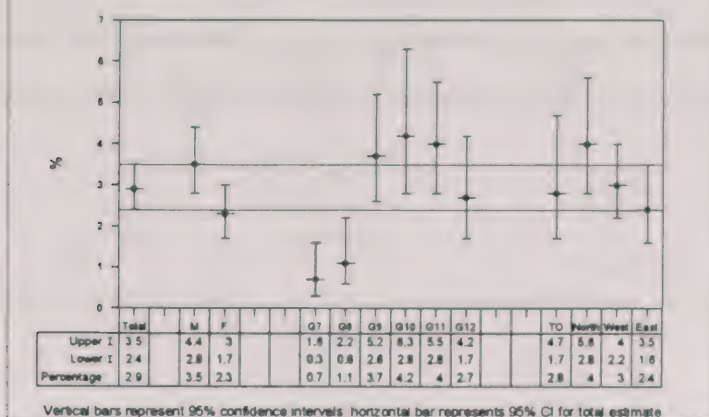 7
6
5
4
%
3
2
1
0
Total M F G7 G8 G9 G10 G11 G12 TO North West East
Upper I 3.5 4.4 3 1.6 2.2 5.2 6.3 5.5 4.2 4.7 5.6 4 3.5
Lower I 2.4 2.8 1.7 0.3 0.6 2.6 2.8 2.8 1.7 1.7 2.8 2.2 1.6
Percentage 2.9 3.5 2.3 0.7 1.1 3.7 4.2 4 2.7 2.8 4 3 2.4
Vertical bars represent 95% confidence intervals horizontal bar represents 95% CI for total estimate